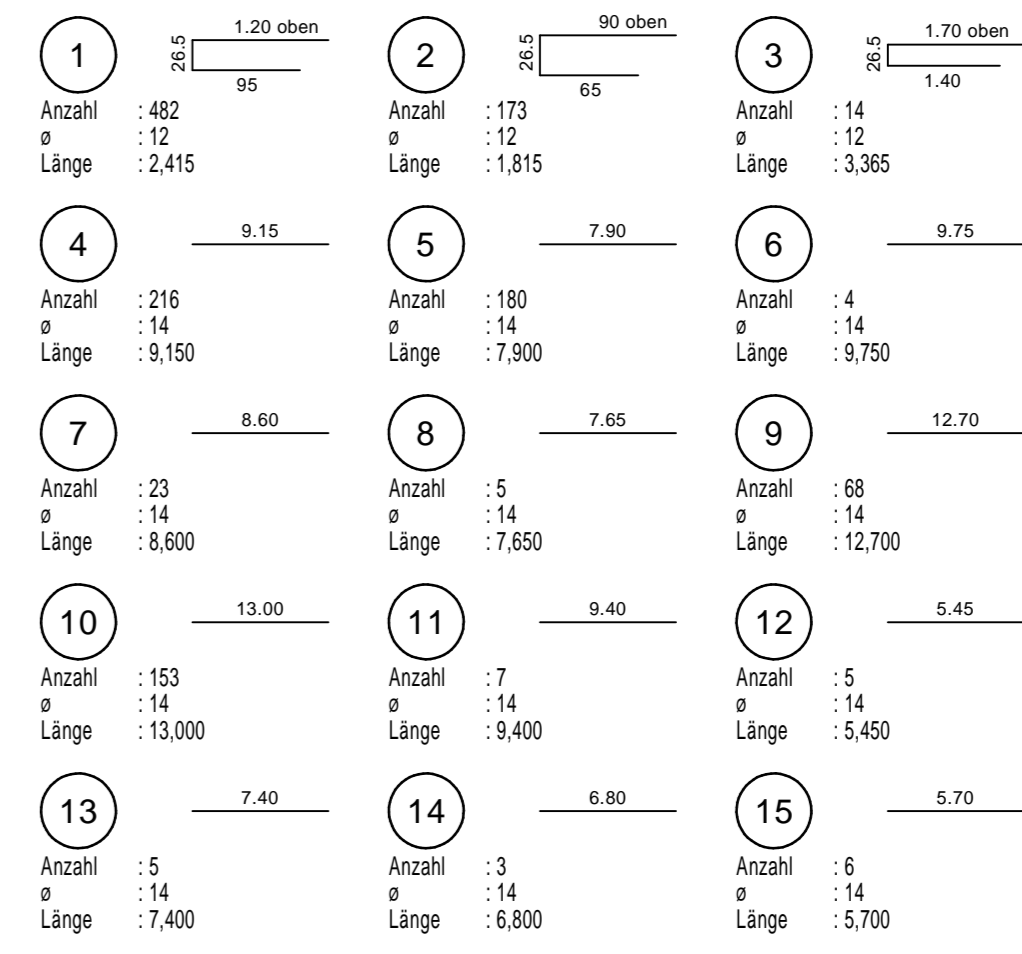 1
1.20 oben
26.5
95
Anzahl : 482
ø : 12
Länge : 2,415
2
90 oben
26.5
65
Anzahl : 173
ø : 12
Länge : 1,815
3
1.70 oben
26.5
1.40
Anzahl : 14
ø : 12
Länge : 3,365
4
9.15
Anzahl : 216
ø : 14
Länge : 9,150
5
7.90
Anzahl : 180
ø : 14
Länge : 7,900
6
9.75
Anzahl : 4
ø : 14
Länge : 9,750
7
8.60
Anzahl : 23
ø : 14
Länge : 8,600
8
7.65
Anzahl : 5
ø : 14
Länge : 7,650
9
12.70
Anzahl : 68
ø : 14
Länge : 12,700
10
13.00
Anzahl : 153
ø : 14
Länge : 13,000
11
9.40
Anzahl : 7
ø : 14
Länge : 9,400
12
5.45
Anzahl : 5
ø : 14
Länge : 5,450
13
7.40
Anzahl : 5
ø : 14
Länge : 7,400
14
6.80
Anzahl : 3
ø : 14
Länge : 6,800
15
5.70
Anzahl : 6
ø : 14
Länge : 5,700